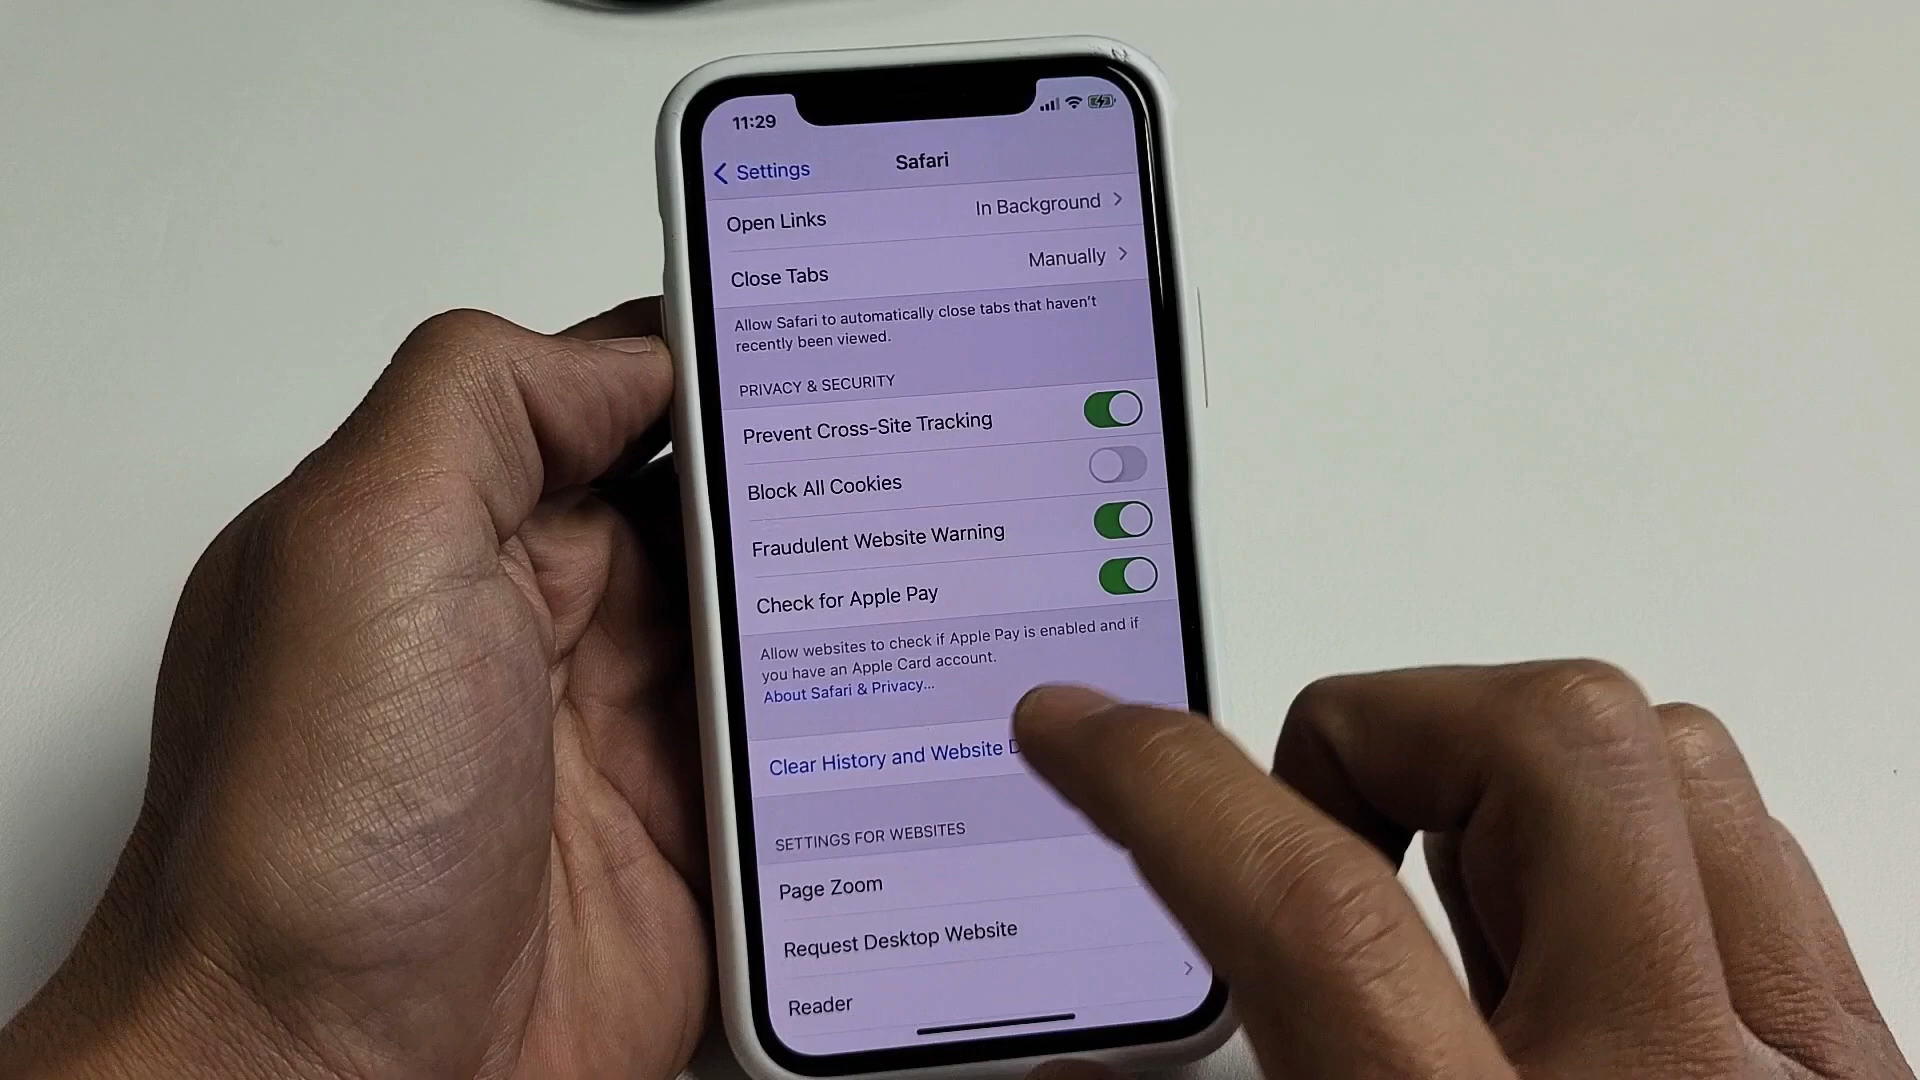 11:29
Settings
Safari
Open Links
In Background
Close Tabs
Manually
Allow Safari to automatically close tabs that haven't
recently been viewed.
PRIVACY & SECURITY
Prevent Cross-Site Tracking
Block All Cookies
Fraudulent Website Warning
Check for Apple Pay
Allow websites to check if Apple Pay is enabled and if
you have an Apple Card account.
About Safari & Privacy...
Clear History and Website
SETTINGS FOR WEBSITES
Page Zoom
Request Desktop Website
Reader